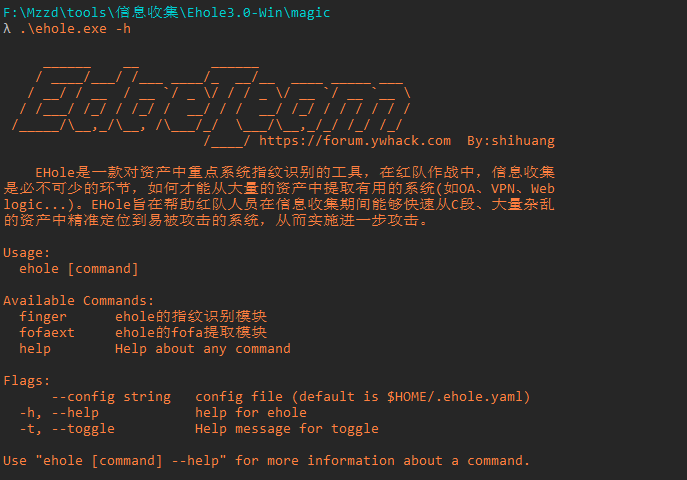 F:\Mzzd\tools\信息收集\Ehole3.0-Win\magic
λ .\ehole.exe -h
EdgeTeam
https://forum.ywhack.com By:shihuang
EHole是一款对资产中重点系统指纹识别的工具，在红队作战中，信息收集
是必不可少的环节，如何才能从大量的资产中提取有用的系统(如OA、VPN、Web
logic...)。EHole旨在帮助红队人员在信息收集期间能够快速从C段、大量杂乱
的资产中精准定位到易被攻击的系统，从而实施进一步攻击。
Usage:
ehole [command]
Available Commands:
finger ehole的指纹识别模块
fofaext ehole的fofa提取模块
help Help about any command
Flags:
--config string config file (default is $HOME/.ehole.yaml)
-h, --help help for ehole
-t, --toggle Help message for toggle
Use "ehole [command] --help" for more information about a command.